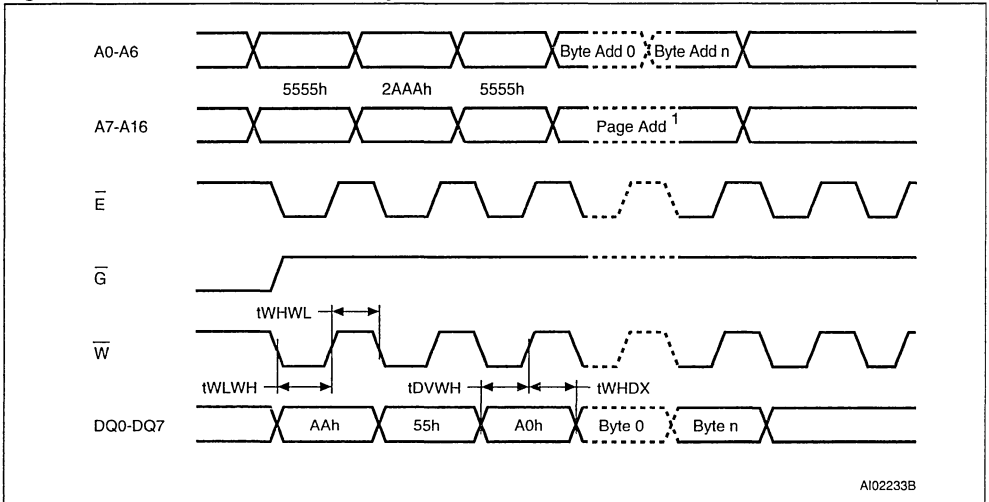 A0-A6
Byte Add 0 Byte Add n
5555h 2AAAh 5555h
A7-A16
Page Add 1
E
G
tWHWL
W
tWLWH tDVWH tWHDX
DQ0-DQ7
AAh 55h A0h Byte 0 Byte n
AI02233B